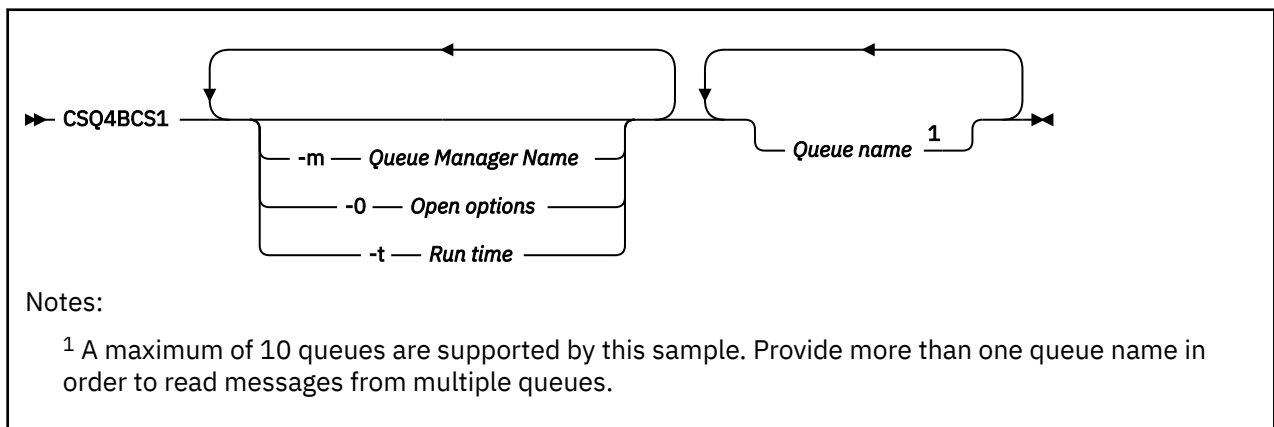 CSQ4BCS1
-m Queue Manager Name
-0 Open options
-t Run time
Queue name 1
Notes:
1 A maximum of 10 queues are supported by this sample. Provide more than one queue name in
order to read messages from multiple queues.